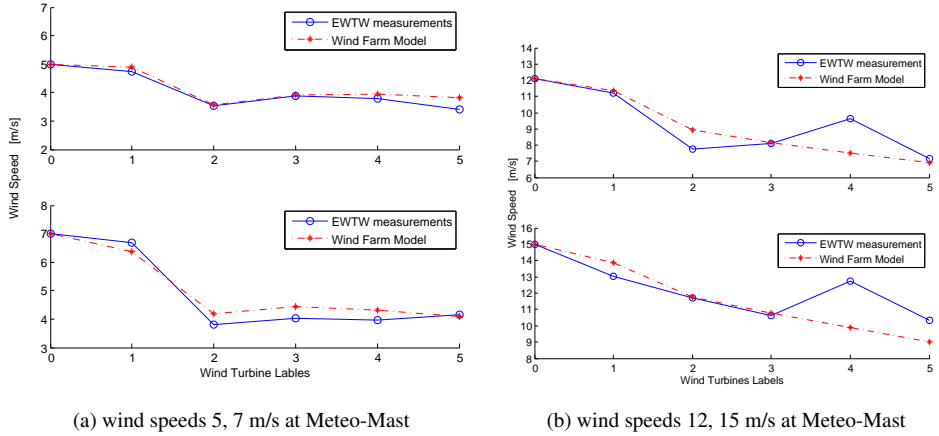 7
6
5
4
3
2
0 1 2 3 4 5
EWTW measurements
Wind Farm Model
Wind Speed [m/s]
8
7
6
5
4
3
0 1 2 3 4 5
EWTW measurements
Wind Farm Model
Wind Turbine Lables
(a) wind speeds 5, 7 m/s at Meteo-Mast
14
13
12
11
10
9
8
7
6
0 1 2 3 4 5
EWTW measurements
Wind Farm Model
Wind Speed [m/s]
16
15
14
13
12
11
10
9
8
0 1 2 3 4 5
EWTW measurement
Wind Farm Model
Wind Turbines Labels
(b) wind speeds 12, 15 m/s at Meteo-Mast